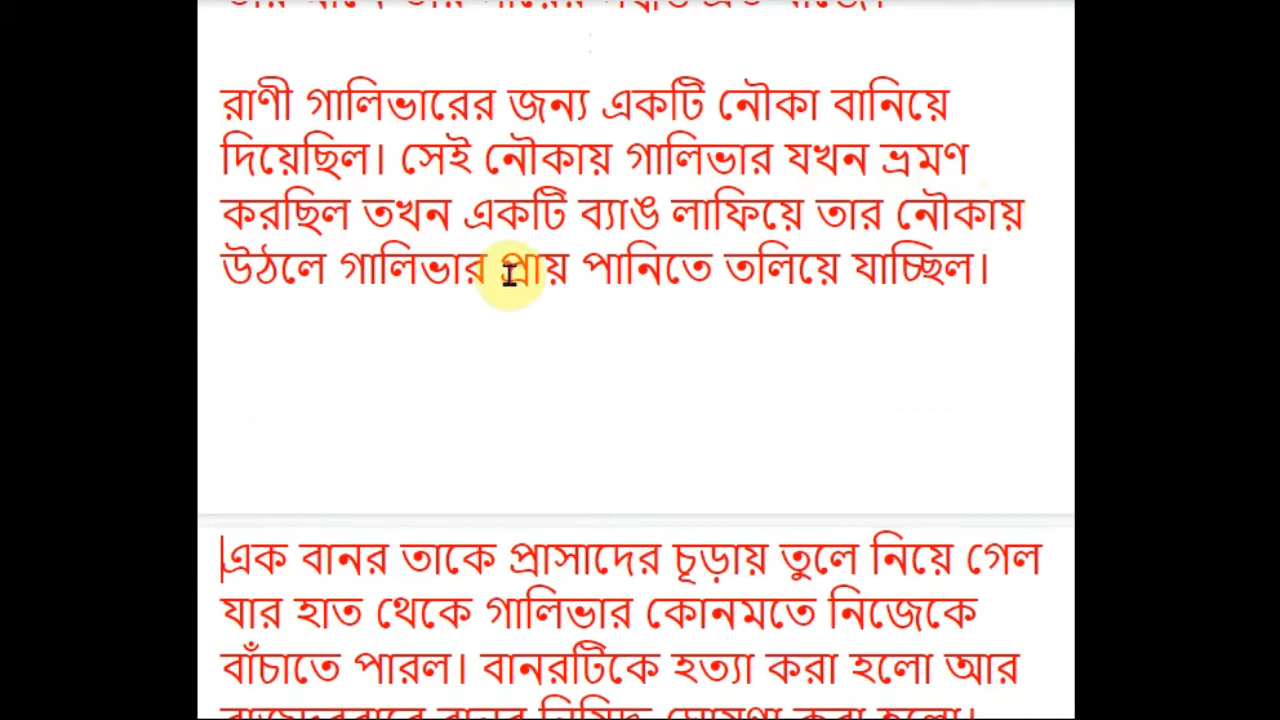 রাণী গালিভারের জন্য একটি নৌকা বানিয়ে
দিয়েছিল। সেই নৌকায় গালিভার যখন ভ্রমণ
করছিল তখন একটি ব্যাঙ লাফিয়ে তার নৌকায়
উঠলে গালিভার প্রায় পানিতে তলিয়ে যাচ্ছিল।
এক বানর তাকে প্রাসাদের চূড়ায় তুলে নিয়ে গেল
যার হাত থেকে গালিভার কোনমতে নিজেকে
বাঁচাতে পারল। বানরটিকে হত্যা করা হলো আর